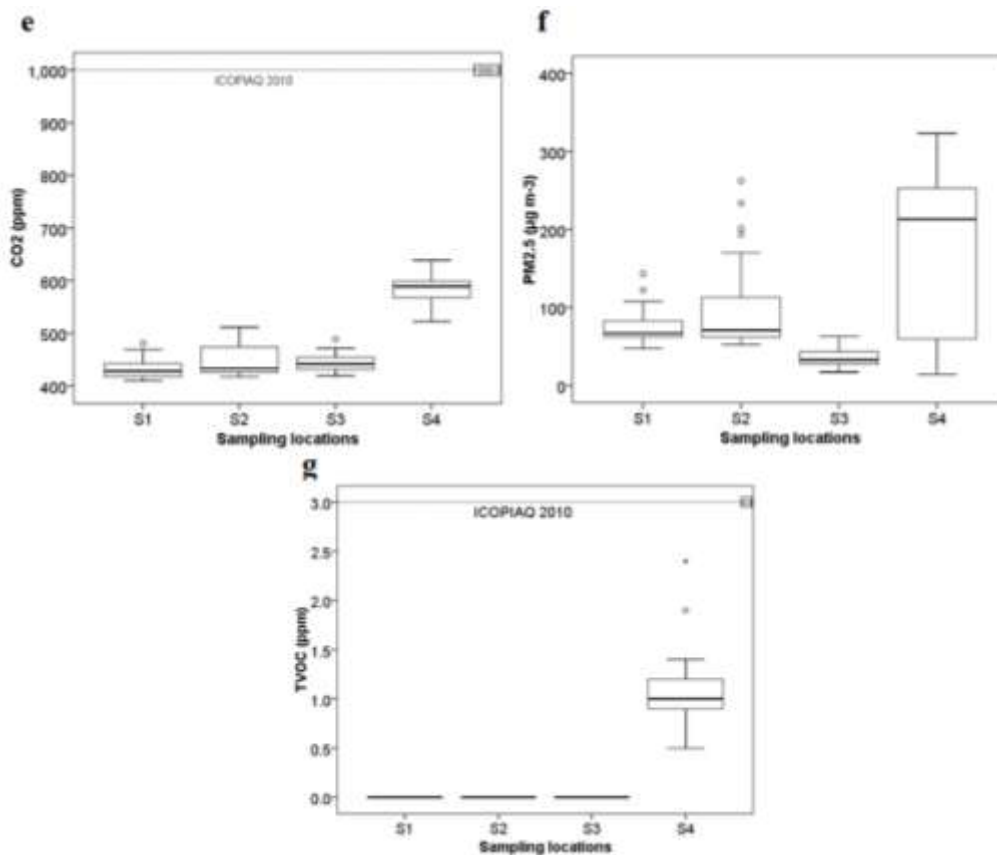 e
CO2 (ppm)
1,000
900
800
700
600
500
400
ICOPIAQ 2010
S1 S2 S3 S4
Sampling locations
f
PM2.5 (µg m-3)
400
300
200
100
0
S1 S2 S3 S4
Sampling locations
g
TVOC (ppm)
3.0
2.5
2.0
1.5
1.0
0.5
0.0
ICOPIAQ 2010
S1 S2 S3 S4
Sampling locations